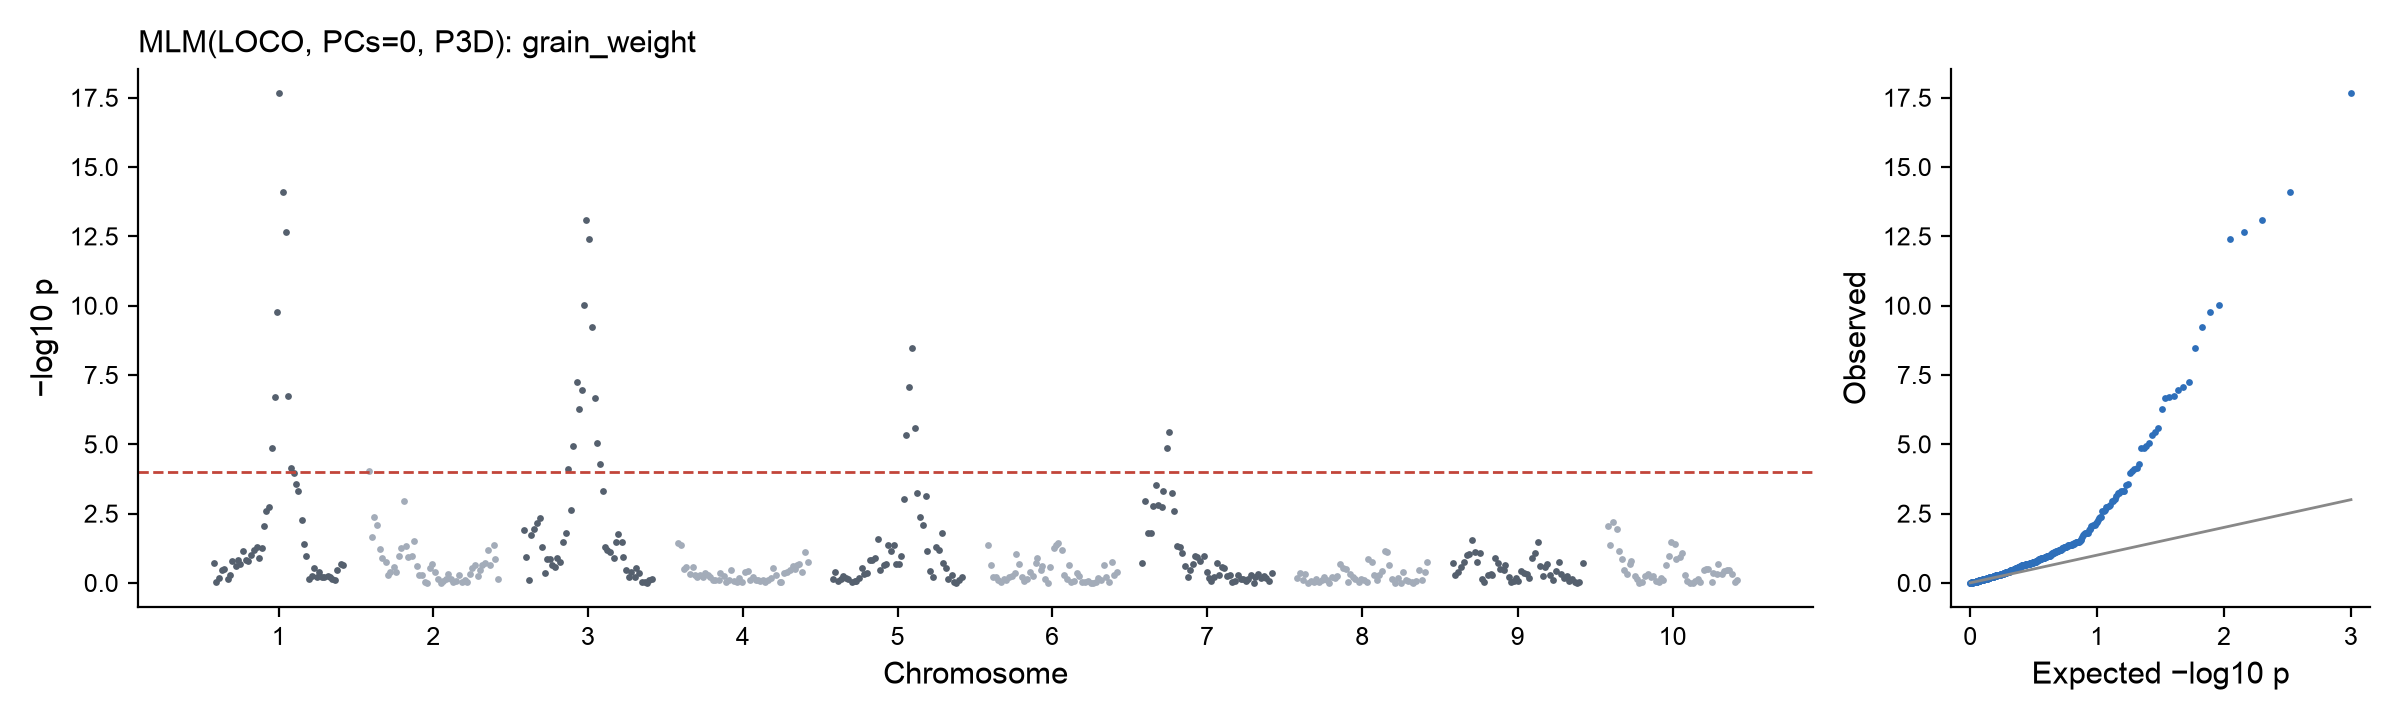 MLM(LOCO, PCs=0, P3D): grain_weight
−log10 p
17.5
15.0
12.5
10.0
7.5
5.0
2.5
0.0
1 2 3 4 5 6 7 8 9 10
Chromosome
Observed
17.5
15.0
12.5
10.0
7.5
5.0
2.5
0.0
0 1 2 3
Expected −log10 p